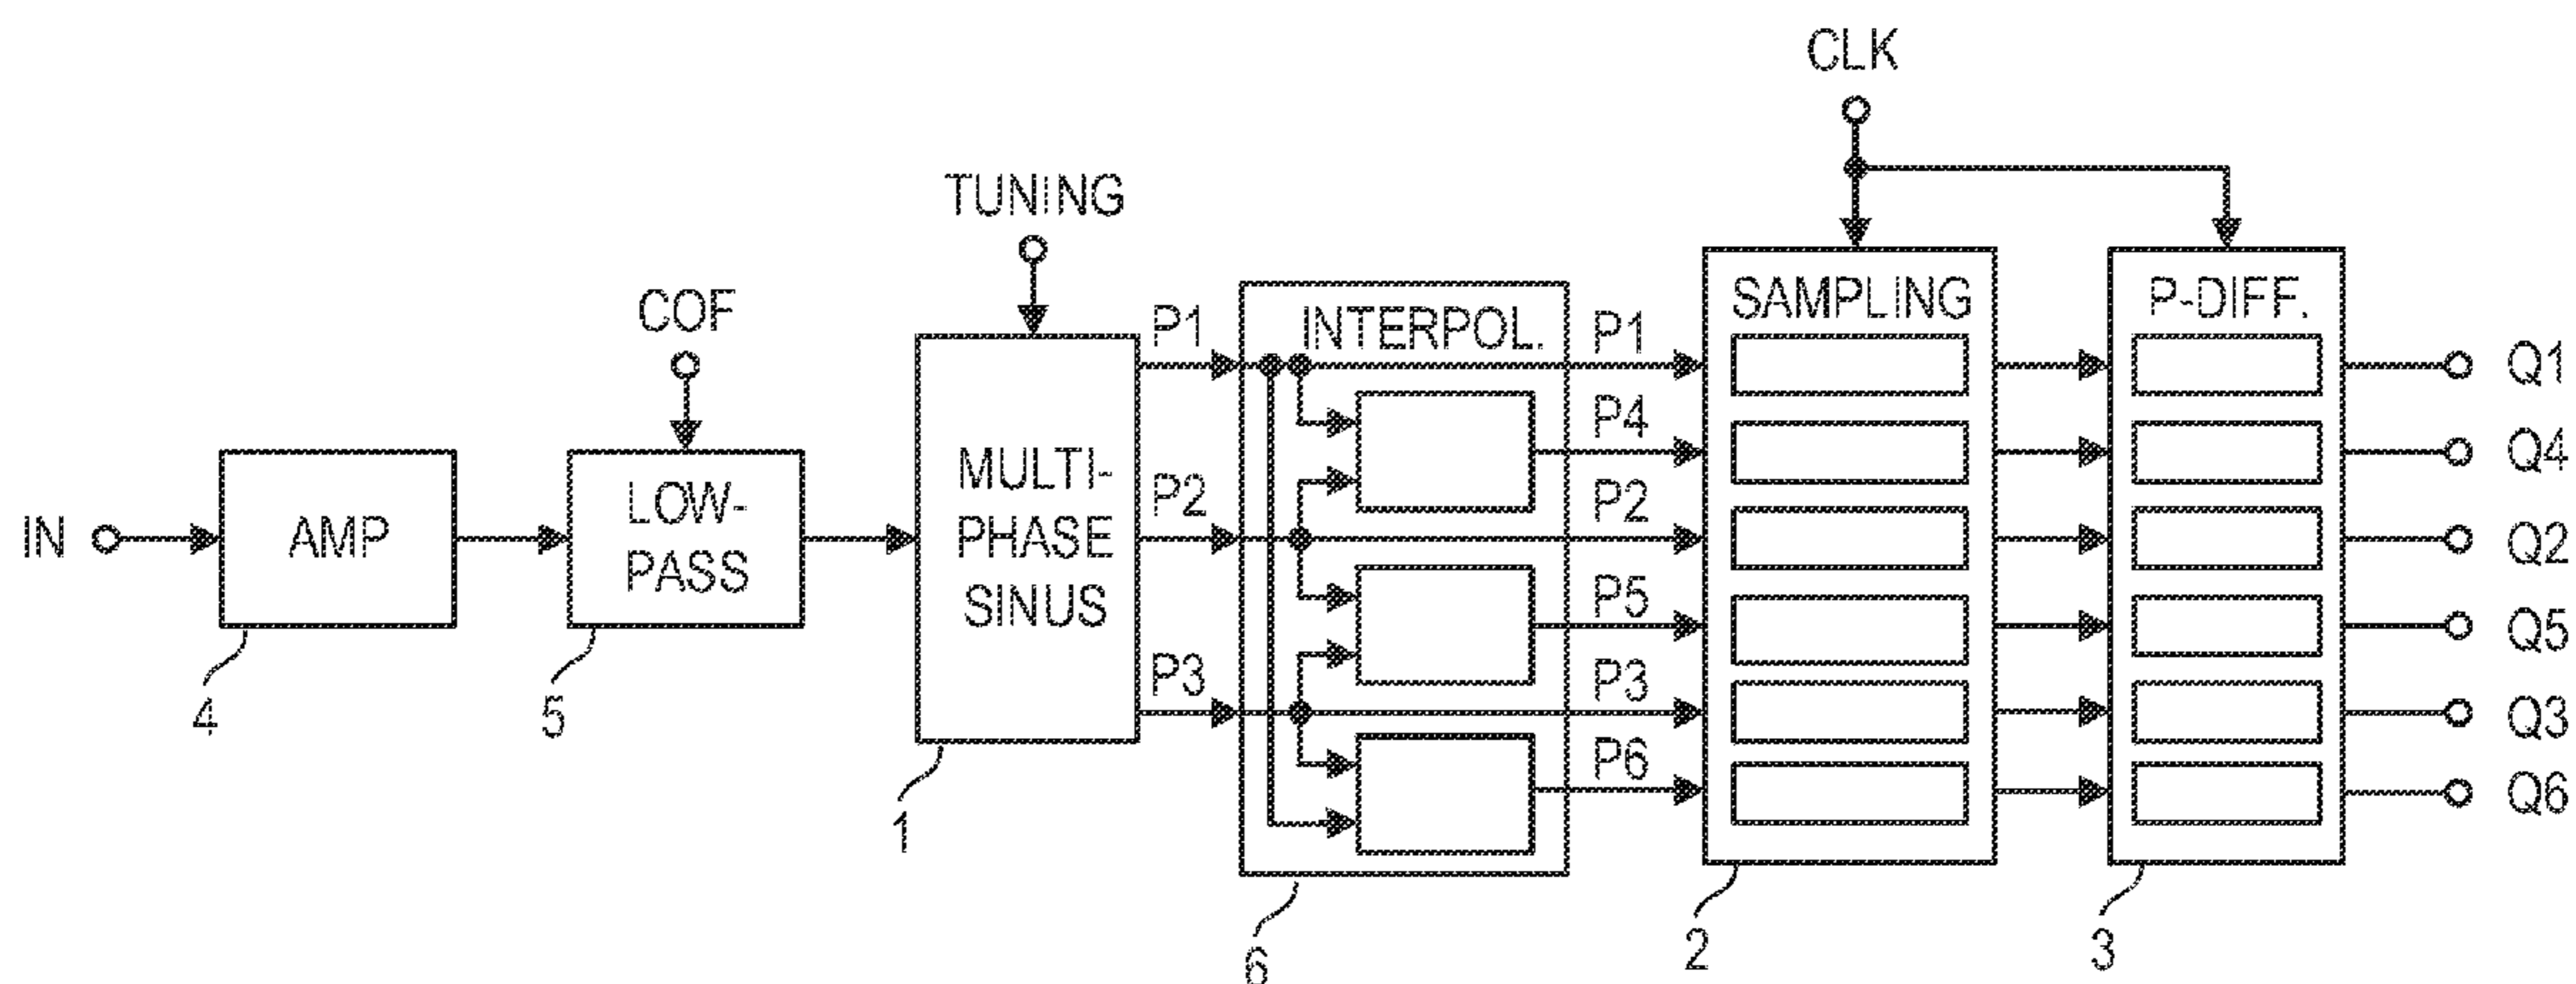 CLK
TUNING
COF
P1
INTERPOL.
P1
SAMPLING
P-DIFF.
Q1
P4
Q4
IN
AMP
LOW-
PASS
MULTI-
PHASE
SINUS
P2
P2
Q2
P5
Q5
P3
P3
Q3
P6
Q6
4
5
1
6
2
3